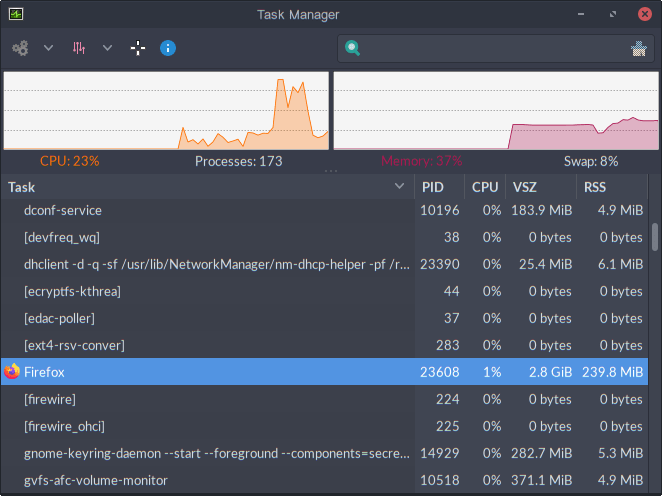 Task Manager
CPU: 23% Processes: 173 Memory: 37% Swap: 8%
Task PID CPU VSZ RSS
dconf-service 10196 0% 183.9 MiB 4.9 MiB
[devfreq_wq] 38 0% 0 bytes 0 bytes
dhclient -d -q -sf /usr/lib/NetworkManager/nm-dhcp-helper -pf /r... 23390 0% 25.4 MiB 6.1 MiB
[ecryptfs-kthrea] 44 0% 0 bytes 0 bytes
[edac-poller] 37 0% 0 bytes 0 bytes
[ext4-rsv-conver] 283 0% 0 bytes 0 bytes
Firefox 23608 1% 2.8 GiB 239.8 MiB
[firewire] 224 0% 0 bytes 0 bytes
[firewire_ohci] 225 0% 0 bytes 0 bytes
gnome-keyring-daemon --start --foreground --components=secre... 14929 0% 282.7 MiB 5.3 MiB
gvfs-afc-volume-monitor 10518 0% 371.1 MiB 4.9 MiB